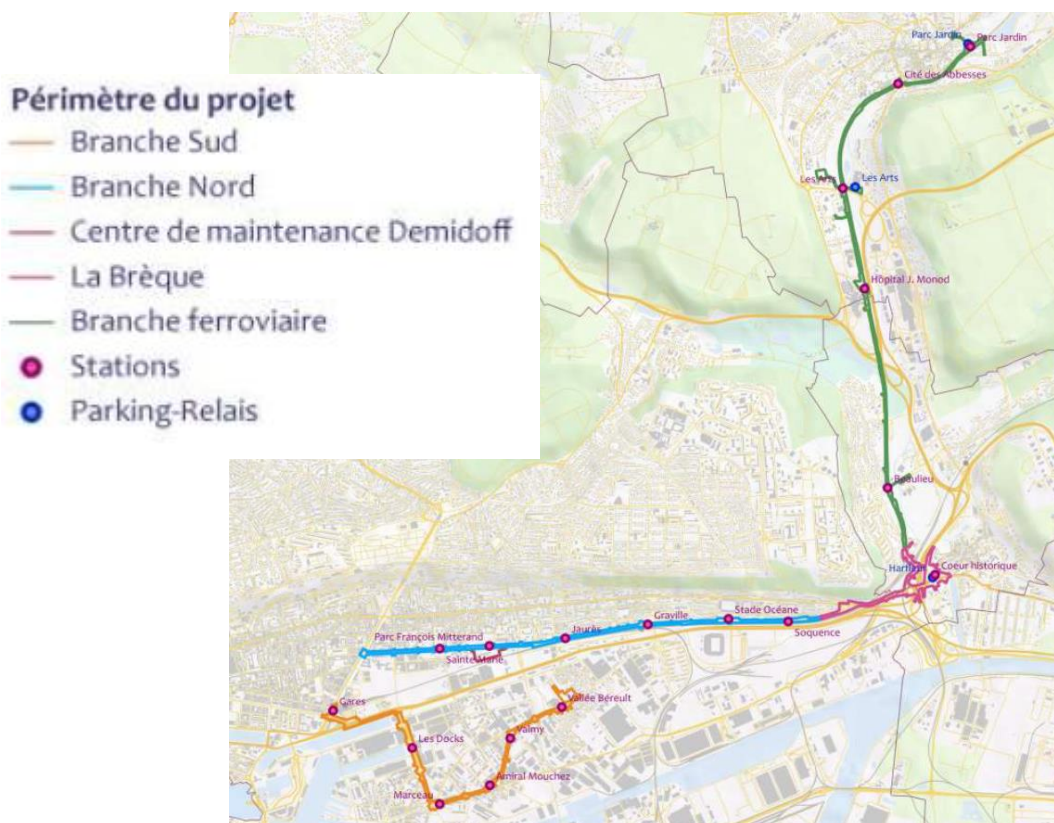 Périmètre du projet
Branche Sud
Branche Nord
Centre de maintenance Demidoff
La Brèque
Branche ferroviaire
Stations
Parking-Relais
Parc Jardin
Parc Jardin
Cité des Abbesses
Les Arts
Les Arts
Hôpital J. Monod
Beaulieu
Harfleur
Coeur historique
Stade Océane
Graville
Soquence
Jaurès
Parc François Mitterand
Sainte Marie
Gares
Vallée Béreult
Valmy
Les Docks
Amiral Mouchez
Marceau